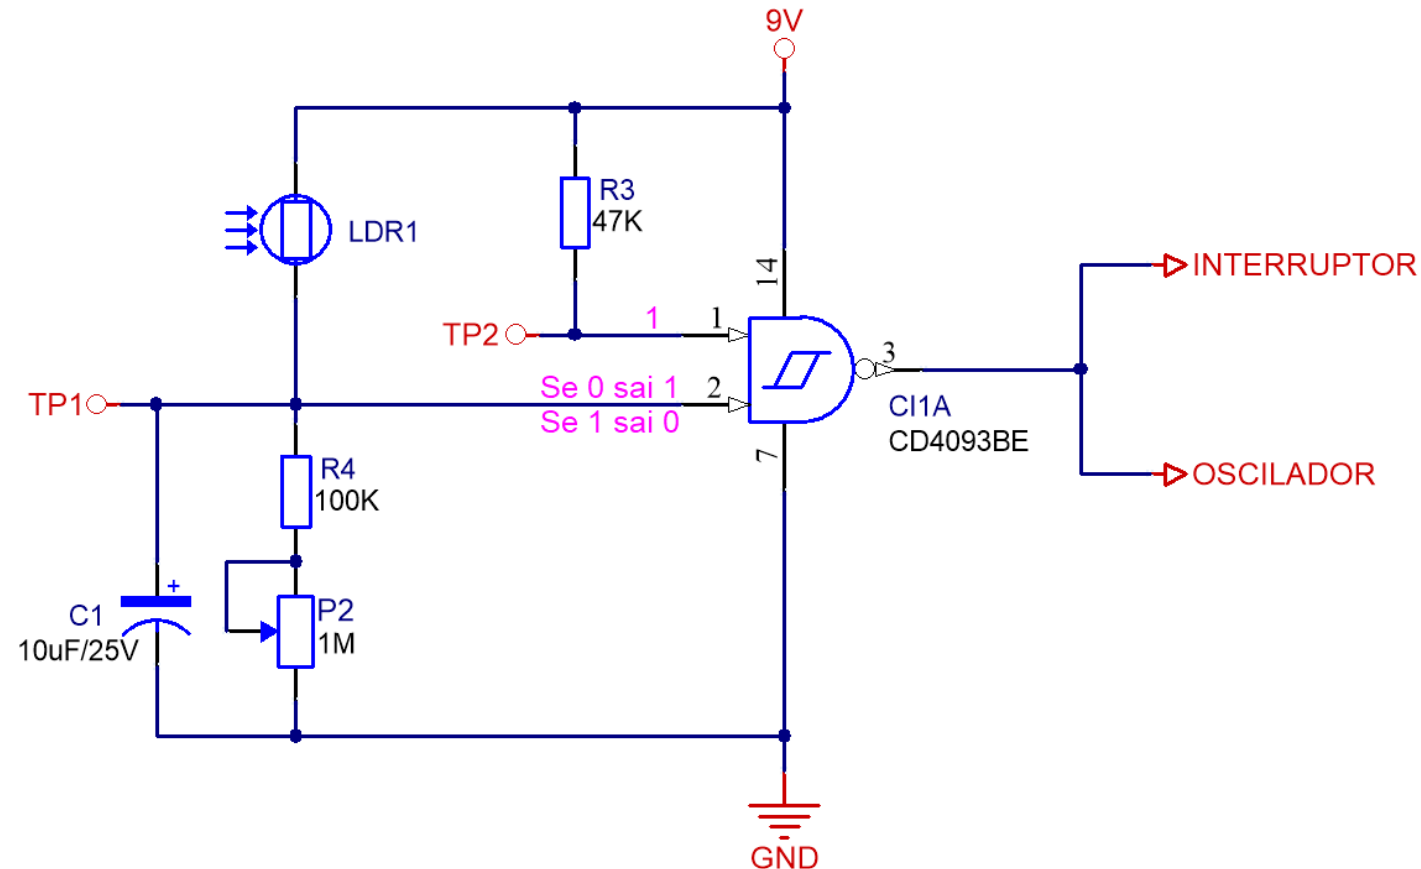 9V
R3
47K
LDR1
14
INTERRUPTOR
1
1
TP2
3
Se 0 sai 1
2
TP1
Se 1 sai 0
CI1A
CD4093BE
7
R4
100K
OSCILADOR
+
C1
10uF/25V
P2
1M
GND